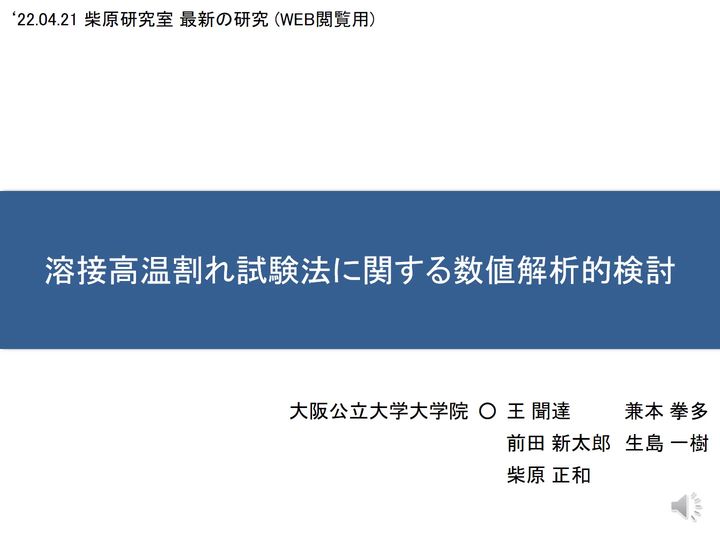 ‘22.04.21 柴原研究室 最新の研究 (WEB閲覧用)
溶接高温割れ試験法に関する数値解析的検討
大阪公立大学大学院 〇 王 聞達 兼本 拳多
前田 新太郎 生島 一樹
柴原 正和